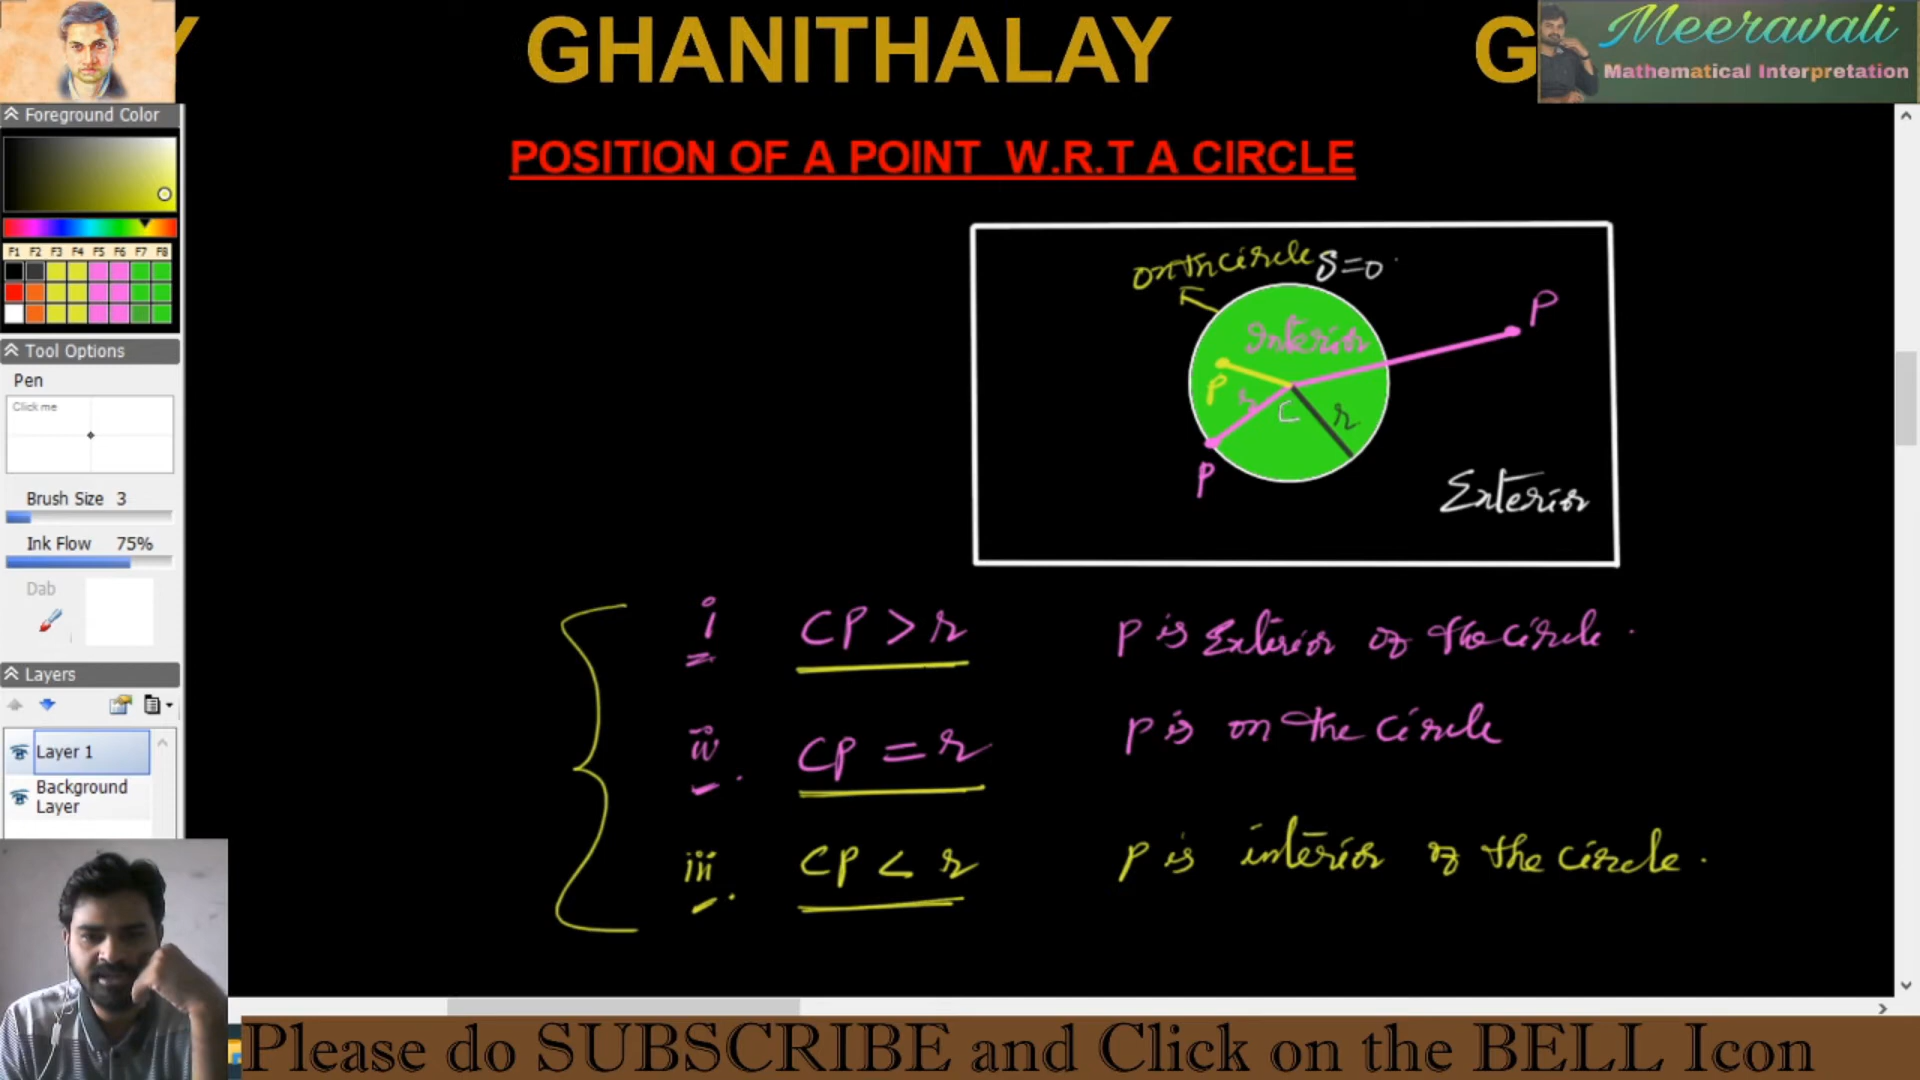 Y GHANITHALAY G
Meeravali
Mathematical Interpretation
Foreground Color
POSITION OF A POINT W.R.T A CIRCLE
F1 F2 F3 F4 F5 F6 F7 F8
Tool Options
Pen
Click me
Brush Size 3
Ink Flow 75%
Dab
Layers
Layer 1
Background
Layer
on th circle S=0
Interior
P
P
r
C
r
P
Exterior
i CP > r P is Exterior of the circle.
ii CP = r P is on the circle
iii CP < r P is interior of the circle.
Please do SUBSCRIBE and Click on the BELL Icon